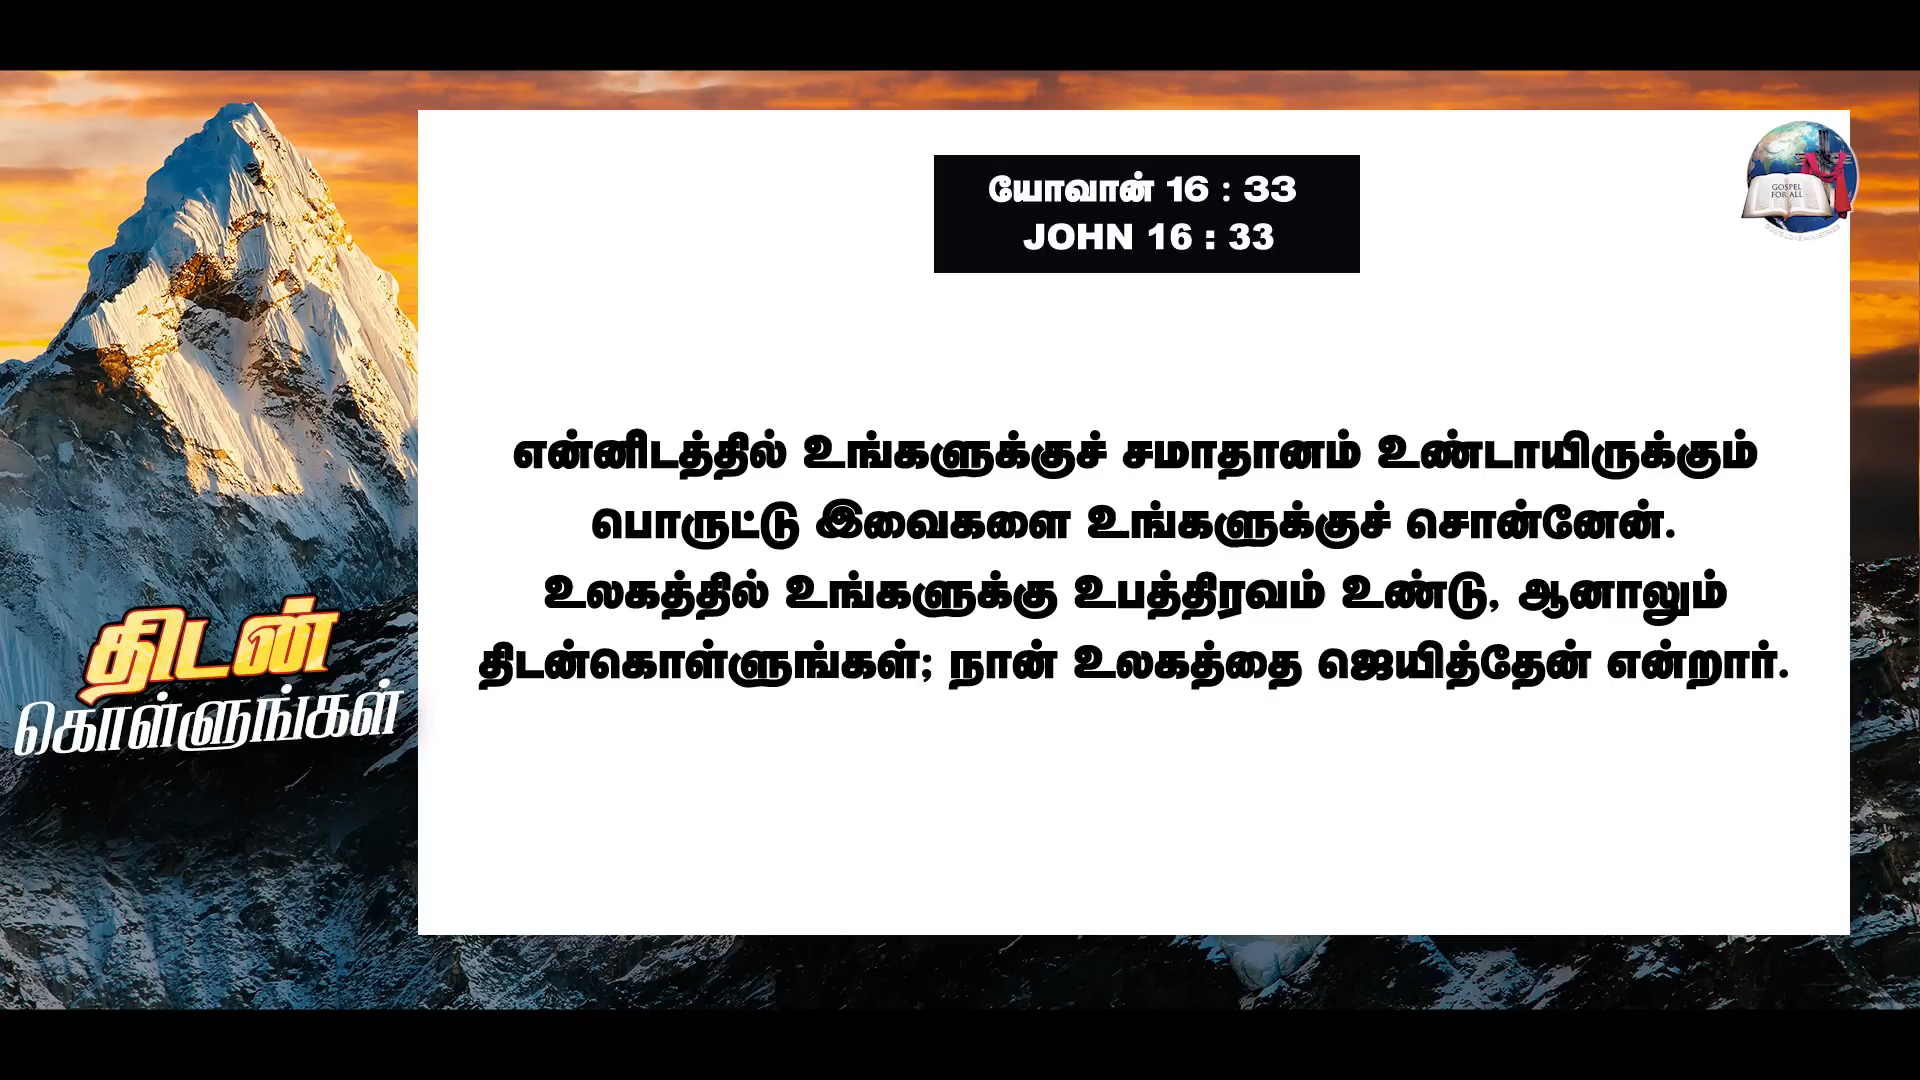 யோவான் 16 : 33
JOHN 16 : 33
GOSPEL
FOR ALL
என்னிடத்தில் உங்களுக்குச் சமாதானம் உண்டாயிருக்கும்
பொருட்டு இவைகளை உங்களுக்குச் சொன்னேன்.
உலகத்தில் உங்களுக்கு உபத்திரவம் உண்டு, ஆனாலும்
திடன்கொள்ளுங்கள்; நான் உலகத்தை ஜெயித்தேன் என்றார்.
திடன்
கொள்ளுங்கள்